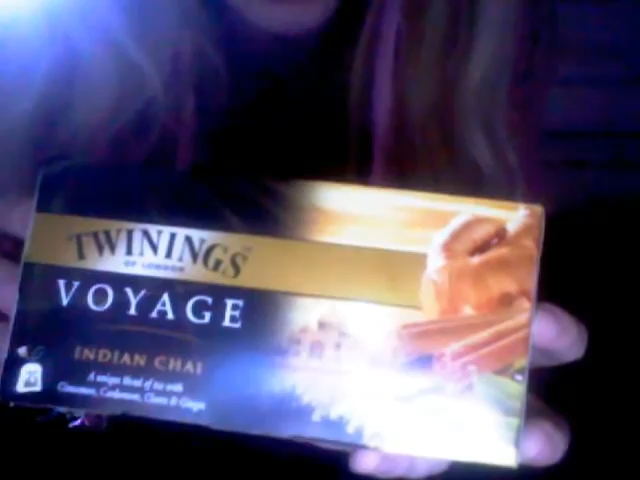 TWININGS
OF LONDON
VOYAGE
INDIAN CHAI
A unique blend of tea with
Cinnamon, Cardamom, Cloves & Ginger